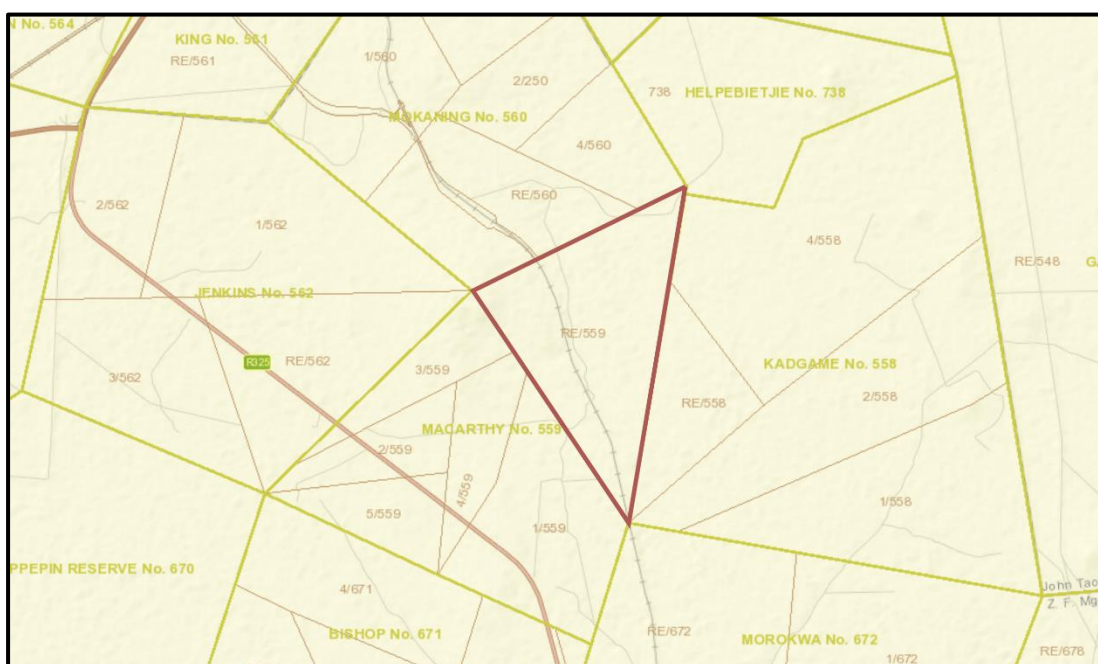 N No. 564
KING No. 561
RE/561
1/560
2/250
738
HELPEBIETJIE No. 738
MOKANING No. 560
4/560
RE/560
2/562
1/562
4/558
RE/548
JENKINS No. 562
RE/559
R325
RE/562
3/559
3/562
KADGAME No. 558
RE/558
2/558
MACARTHY No. 559
2/559
4/559
5/559
1/559
1/558
PPEPIN RESERVE No. 670
4/671
John Tao
Z. F. Mg
BISHOP No. 671
RE/672
MOROKWA No. 672
1/672
RE/678